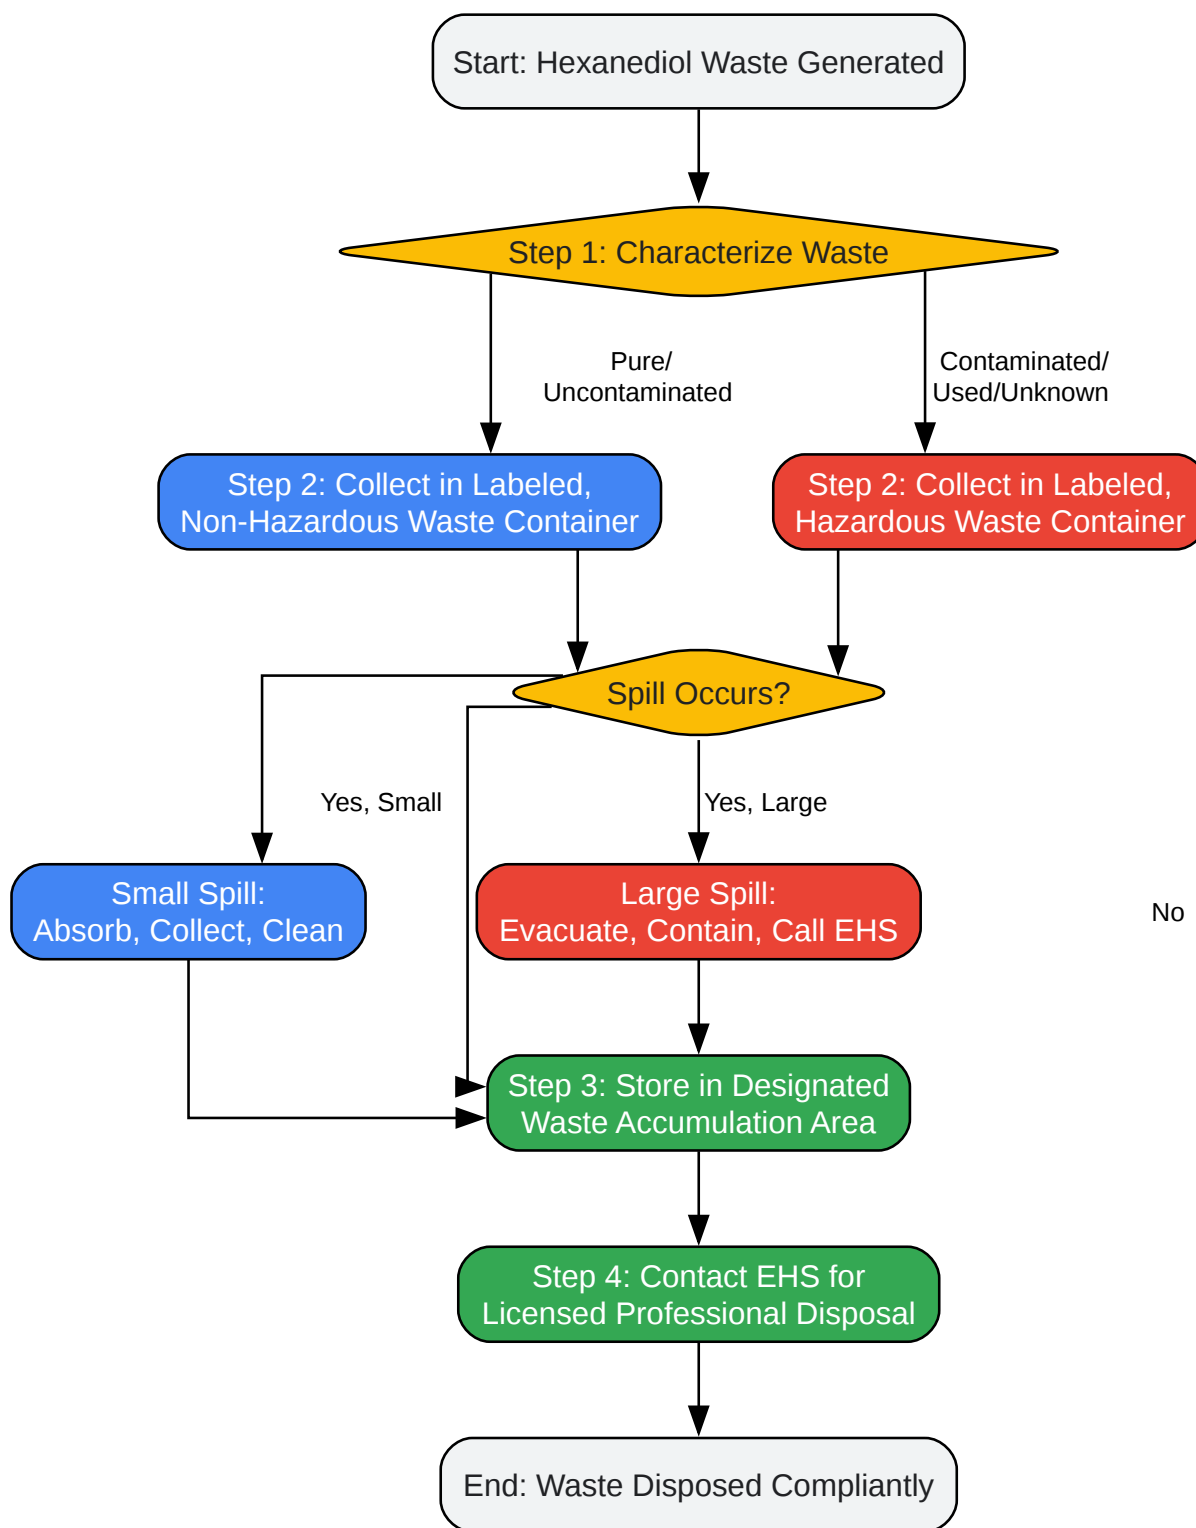 Start: Hexanediol Waste Generated
Step 1: Characterize Waste
Pure/
Uncontaminated
Contaminated/
Used/Unknown
Step 2: Collect in Labeled,
Non-Hazardous Waste Container
Step 2: Collect in Labeled,
Hazardous Waste Container
Spill Occurs?
Yes, Small
Yes, Large
Small Spill:
Absorb, Collect, Clean
Large Spill:
Evacuate, Contain, Call EHS
No
Step 3: Store in Designated
Waste Accumulation Area
Step 4: Contact EHS for
Licensed Professional Disposal
End: Waste Disposed Compliantly